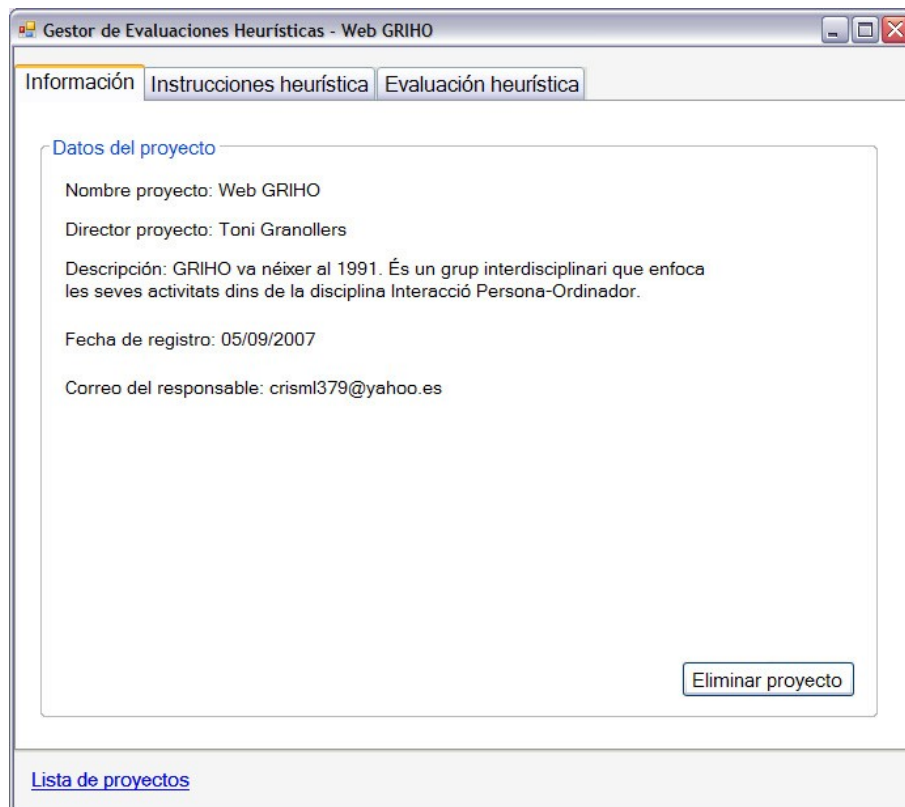 Gestor de Evaluaciones Heurísticas - Web GRIHO
Información Instrucciones heurística Evaluación heurística
Datos del proyecto
Nombre proyecto: Web GRIHO
Director proyecto: Toni Granollers
Descripción: GRIHO va néixer al 1991. És un grup interdisciplinari que enfoca
les seves activitats dins de la disciplina Interacció Persona-Ordinador.
Fecha de registro: 05/09/2007
Correo del responsable: crisml379@yahoo.es
Eliminar proyecto
Lista de proyectos